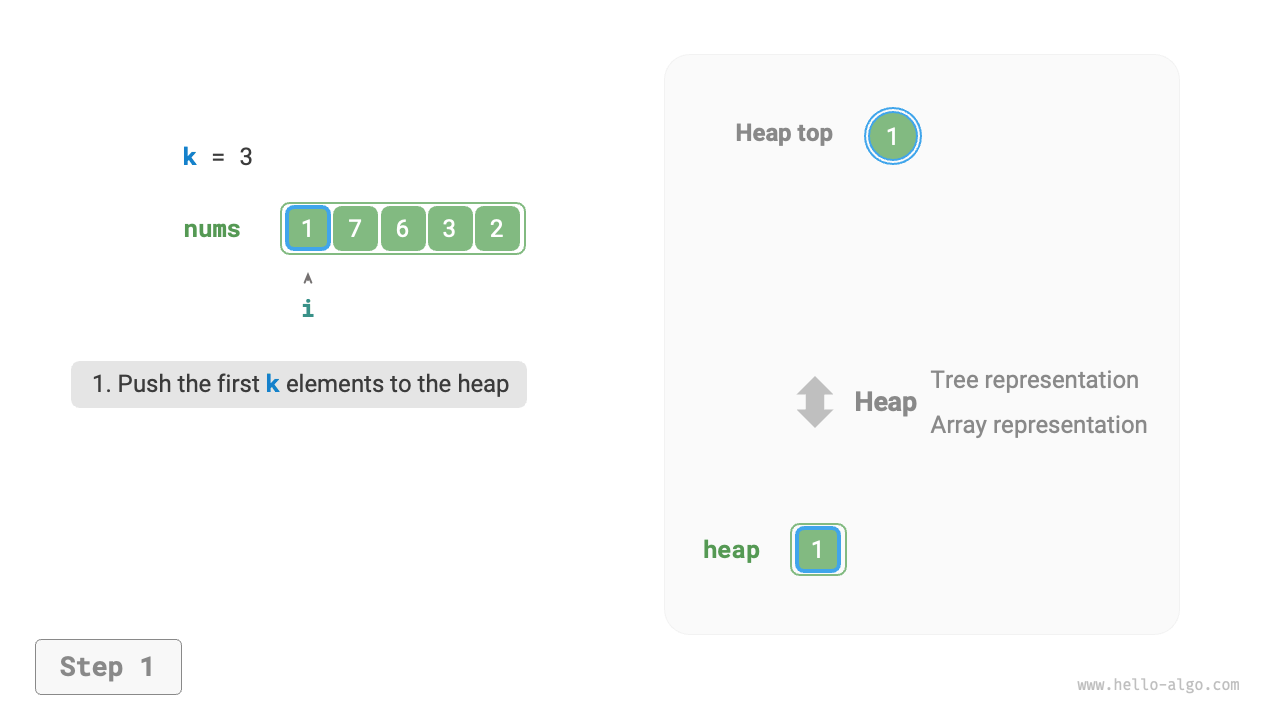 k = 3
nums 1 7 6 3 2
i
1. Push the first k elements to the heap
Step 1
Heap top 1
Heap
Tree representation
Array representation
heap 1
www.hello-algo.com